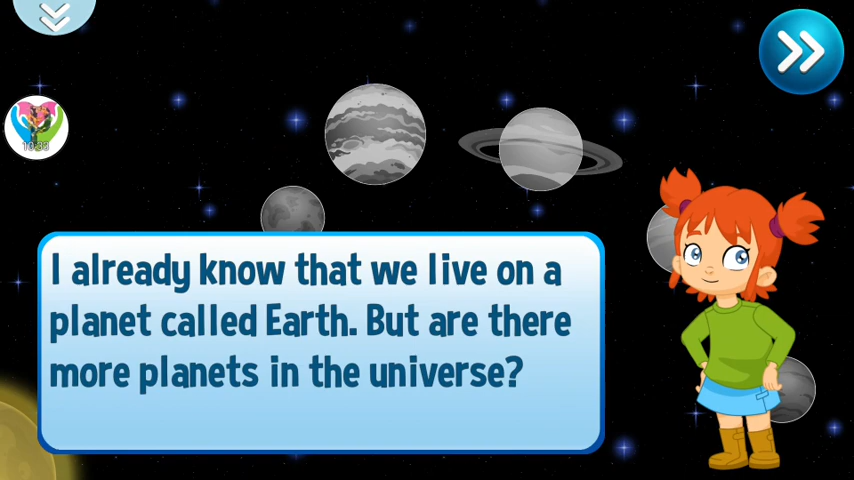 I already know that we live on a
planet called Earth. But are there
more planets in the universe?